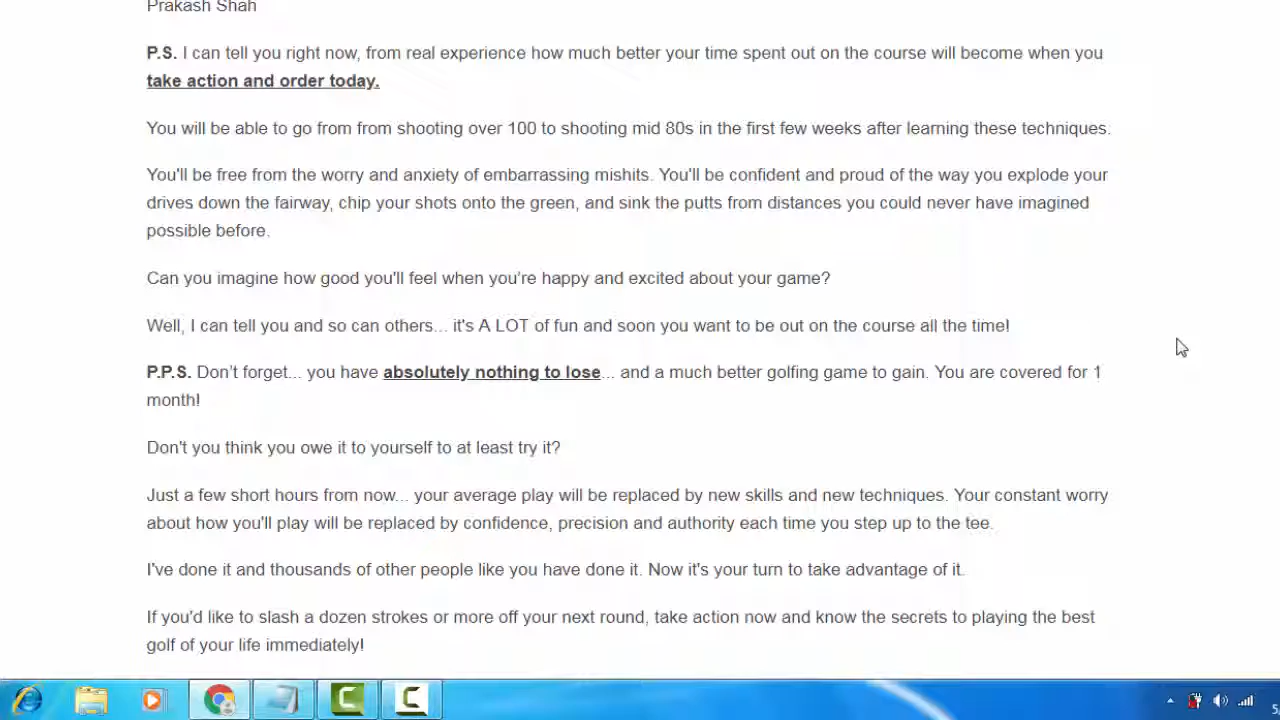 Prakash Shah
P.S. I can tell you right now, from real experience how much better your time spent out on the course will become when you
take action and order today.
You will be able to go from from shooting over 100 to shooting mid 80s in the first few weeks after learning these techniques.
You'll be free from the worry and anxiety of embarrassing mishits. You'll be confident and proud of the way you explode your
drives down the fairway, chip your shots onto the green, and sink the putts from distances you could never have imagined
possible before.
Can you imagine how good you'll feel when you're happy and excited about your game?
Well, I can tell you and so can others... it's A LOT of fun and soon you want to be out on the course all the time!
P.P.S. Don't forget... you have absolutely nothing to lose... and a much better golfing game to gain. You are covered for 1
month!
Don't you think you owe it to yourself to at least try it?
Just a few short hours from now... your average play will be replaced by new skills and new techniques. Your constant worry
about how you'll play will be replaced by confidence, precision and authority each time you step up to the tee.
I've done it and thousands of other people like you have done it. Now it's your turn to take advantage of it.
If you'd like to slash a dozen strokes or more off your next round, take action now and know the secrets to playing the best
golf of your life immediately!